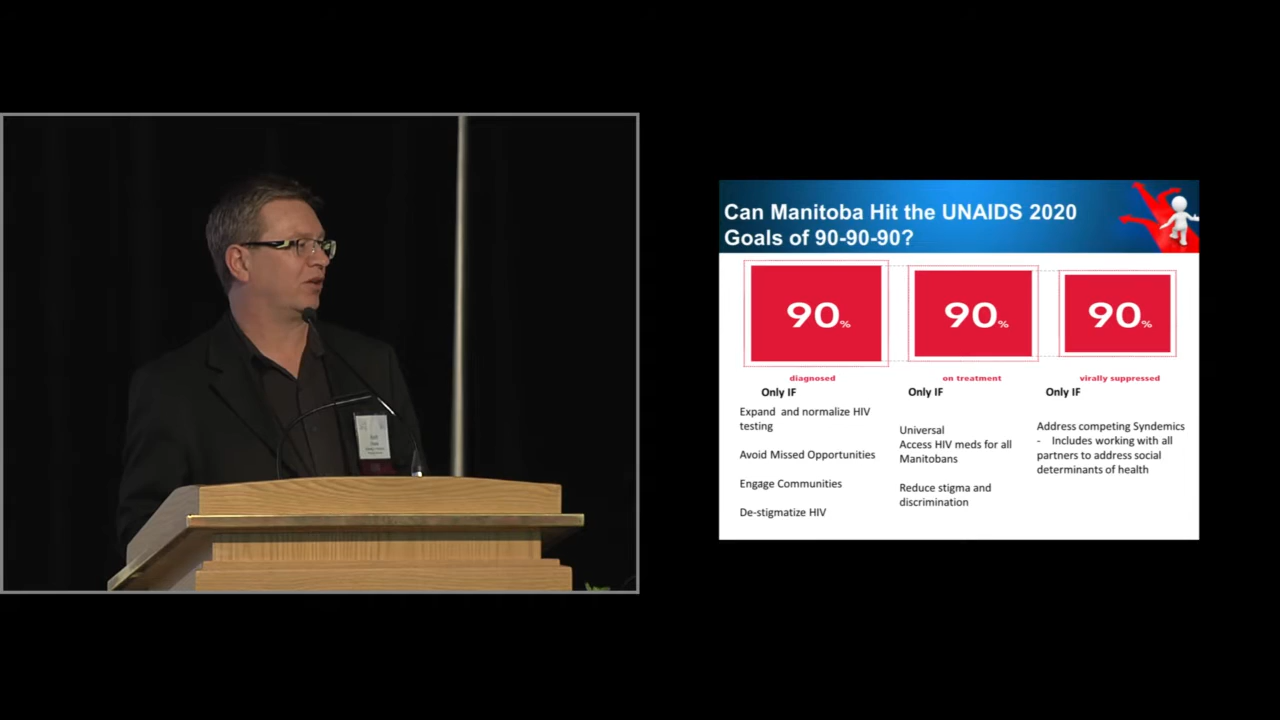 Can Manitoba Hit the UNAIDS 2020
Goals of 90-90-90?
90%
diagnosed
Only IF
Expand and normalize HIV
testing
Avoid Missed Opportunities
Engage Communities
De-stigmatize HIV
90%
on treatment
Only IF
Universal
Access HIV meds for all
Manitobans
Reduce stigma and
discrimination
90%
virally suppressed
Only IF
Address competing Syndemics
- Includes working with all
partners to address social
determinants of health